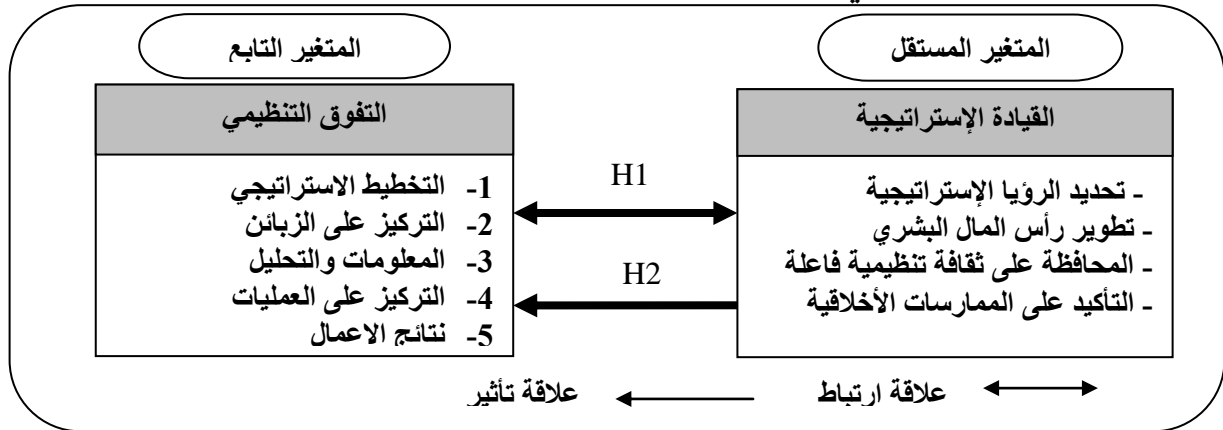 المتغير المستقل
القيادة الإستراتيجية
- تحديد الرؤيا الإستراتيجية
- تطوير رأس المال البشري
- المحافظة على ثقافة تنظيمية فاعلة
- التأكيد على الممارسات الأخلاقية
H1
H2
المتغير التابع
التفوق التنظيمي
1- التخطيط الاستراتيجي
2- التركيز على الزبائن
3- المعلومات والتحليل
4- التركيز على العمليات
5- نتائج الاعمال
علاقة ارتباط
علاقة تأثير